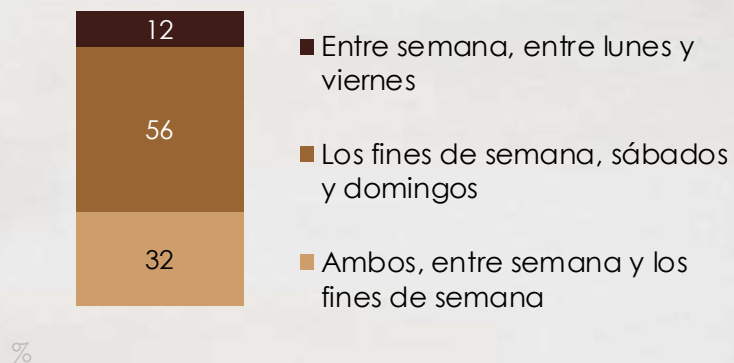 12
56
32
Entre semana, entre lunes y
viernes
Los fines de semana, sábados
y domingos
Ambos, entre semana y los
fines de semana
%